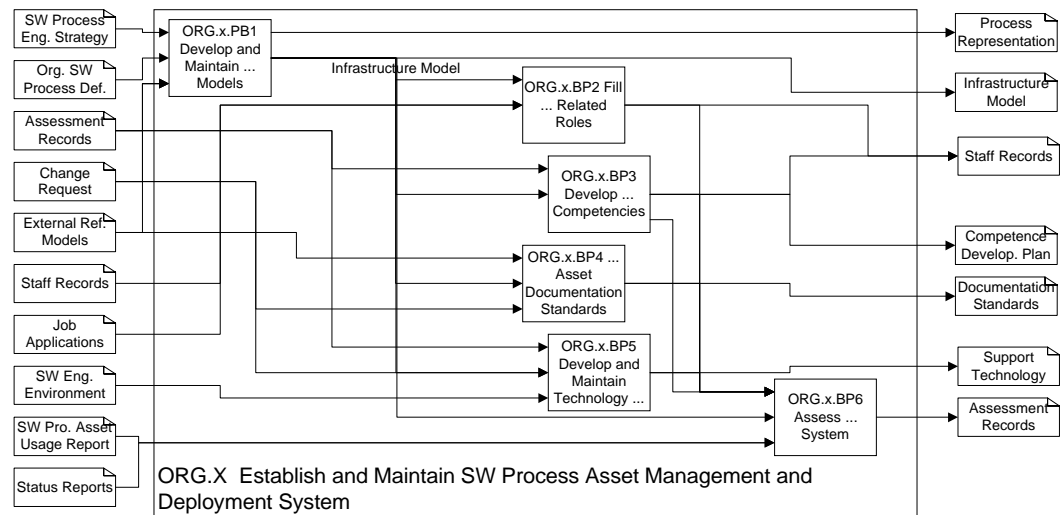 SW Process
Eng. Strategy
Org. SW
Process Def.
Assessment
Records
Change
Request
External Ref.
Models
Staff Records
Job
Applications
SW Eng.
Environment
SW Pro. Asset
Usage Report
Status Reports
ORG.x.PB1
Develop and
Maintain ...
Models
Infrastructure Model
ORG.x.BP2 Fill
... Related
Roles
ORG.x.BP3
Develop ...
Competencies
ORG.x.BP4 ...
Asset
Documentation
Standards
ORG.x.BP5
Develop and
Maintain
Technology ...
ORG.x.BP6
Assess ...
System
ORG.X  Establish and Maintain SW Process Asset Management and
Deployment System
Process
Representation
Infrastructure
Model
Staff Records
Competence
Develop. Plan
Documentation
Standards
Support
Technology
Assessment
Records